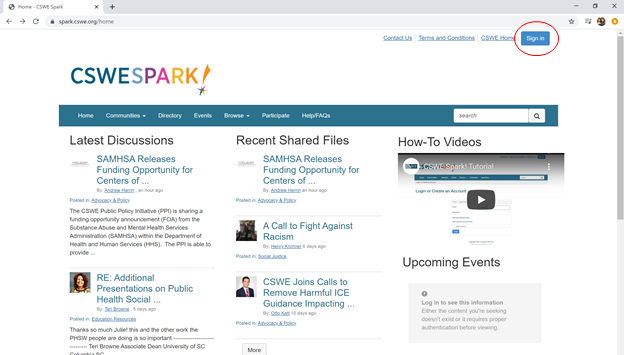 Home - CSWE Spark
spark.cswe.org/home
Contact Us
Terms and Conditions
CSWE Home
Sign in
CSWESPARK!
Home
Communities
Directory
Events
Browse
Participate
Help/FAQs
search
Latest Discussions
SAMHSA Releases
Funding Opportunity for
Centers of ...
By: Andrew Herrin , an hour ago
Posted in: Advocacy & Policy
The CSWE Public Policy Initiative (PPI) is sharing a
funding opportunity announcement (FOA) from the
Substance Abuse and Mental Health Services
Administration (SAMHSA) within the Department of
Health and Human Services (HHS). The PPI is able to
provide ...
RE: Additional
Presentations on Public
Health Social ...
By: Teri Browne , 5 days ago
Posted in: Education Resources
Thanks so much Julie! this and the other work the
PHSW people are doing is so important --------------------
--------- Teri Browne Associate Dean University of SC
Columbia SC
Recent Shared Files
SAMHSA Releases
Funding Opportunity for
Centers of ...
By: Andrew Herrin an hour ago
Posted in: Advocacy & Policy
A Call to Fight Against
Racism
By: Henry Kronner 6 days ago
Posted in: Social Justice
CSWE Joins Calls to
Remove Harmful ICE
Guidance Impacting ...
By: Otto Katt 10 days ago
Posted in: Advocacy & Policy
More
How-To Videos
CSWE Spark! Tutorial
Login or Create an Account
Upcoming Events
Log in to see this information
Either the content you're
seeking doesn't exist or it requires proper
authentication before viewing.